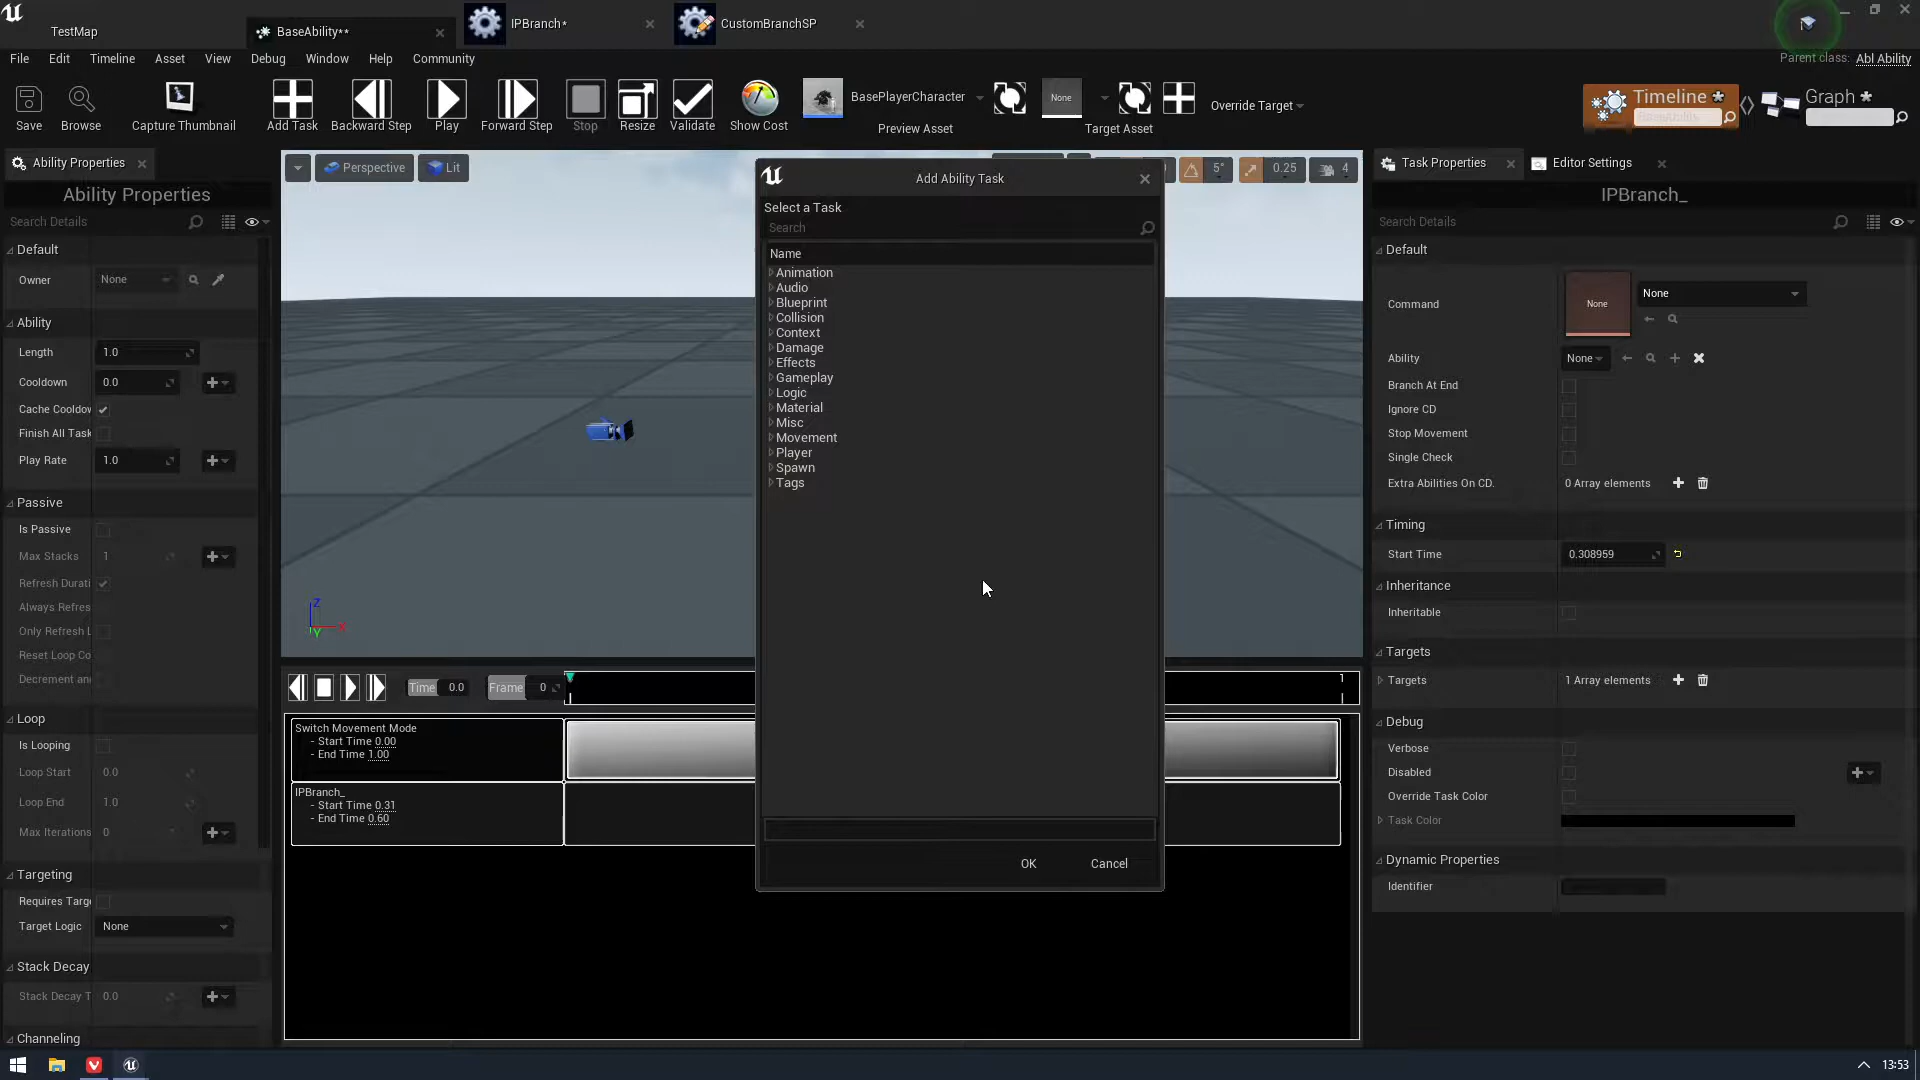 TestMap
BaseAbility**
IPBranch*
CustomBranchSP
File
Edit
Timeline
Asset
View
Debug
Window
Help
Community
Parent class: Abl Ability
Save
Browse
Capture Thumbnail
Add Task
Backward Step
Play
Forward Step
Stop
Resize
Validate
Show Cost
BasePlayerCharacter
Preview Asset
None
Target Asset
Override Target
Timeline *
Graph *
Ability Properties
Ability Properties
Search Details
Default
Owner
None
Ability
Length
1.0
Cooldown
0.0
Cache Cooldov
Finish All Task
Play Rate
1.0
Passive
Is Passive
Max Stacks
1
Refresh Durati
Always Refres
Only Refresh L
Reset Loop Co
Decrement an
Loop
Is Looping
Loop Start
0.0
Loop End
1.0
Max Iterations
0
Targeting
Requires Targe
Target Logic
None
Stack Decay
Stack Decay T
0.0
Channeling
Perspective
Lit
5°
0.25
4
Z
X
Y
Add Ability Task
Select a Task
Search
Name
Animation
Audio
Blueprint
Collision
Context
Damage
Effects
Gameplay
Logic
Material
Misc
Movement
Player
Spawn
Tags
OK
Cancel
Time 0.0
Frame 0
1
Switch Movement Mode
- Start Time 0.00
- End Time 1.00
IPBranch_
- Start Time 0.31
- End Time 0.60
Task Properties
Editor Settings
IPBranch_
Search Details
Default
Command
None
None
Ability
None
Branch At End
Ignore CD
Stop Movement
Single Check
Extra Abilities On CD.
0 Array elements
Timing
Start Time
0.308959
Inheritance
Inheritable
Targets
Targets
1 Array elements
Debug
Verbose
Disabled
Override Task Color
Task Color
Dynamic Properties
Identifier
13:53